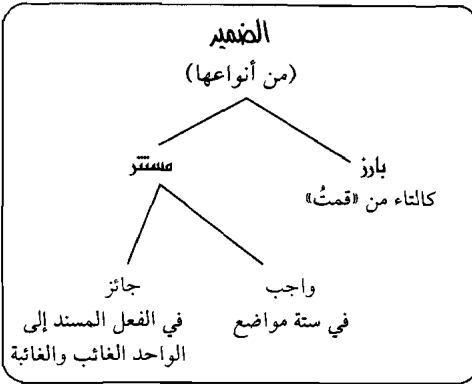 الضمير
(من أنواعها)
بارز
كالتاء من «قمتُ»
مستتر
واجب
في ستة مواضع
جائز
في الفعل المسند إلى
الواحد الغائب والغائبة